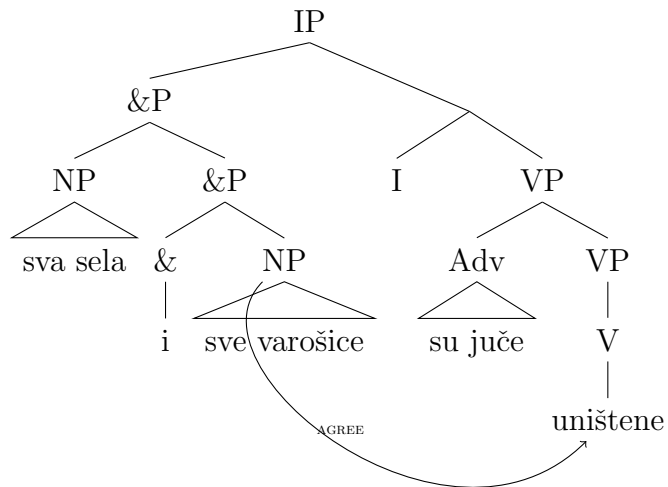 IP
&P
NP &P I VP
sva sela & NP Adv VP
i sve varošice su juče V
AGREE uništene